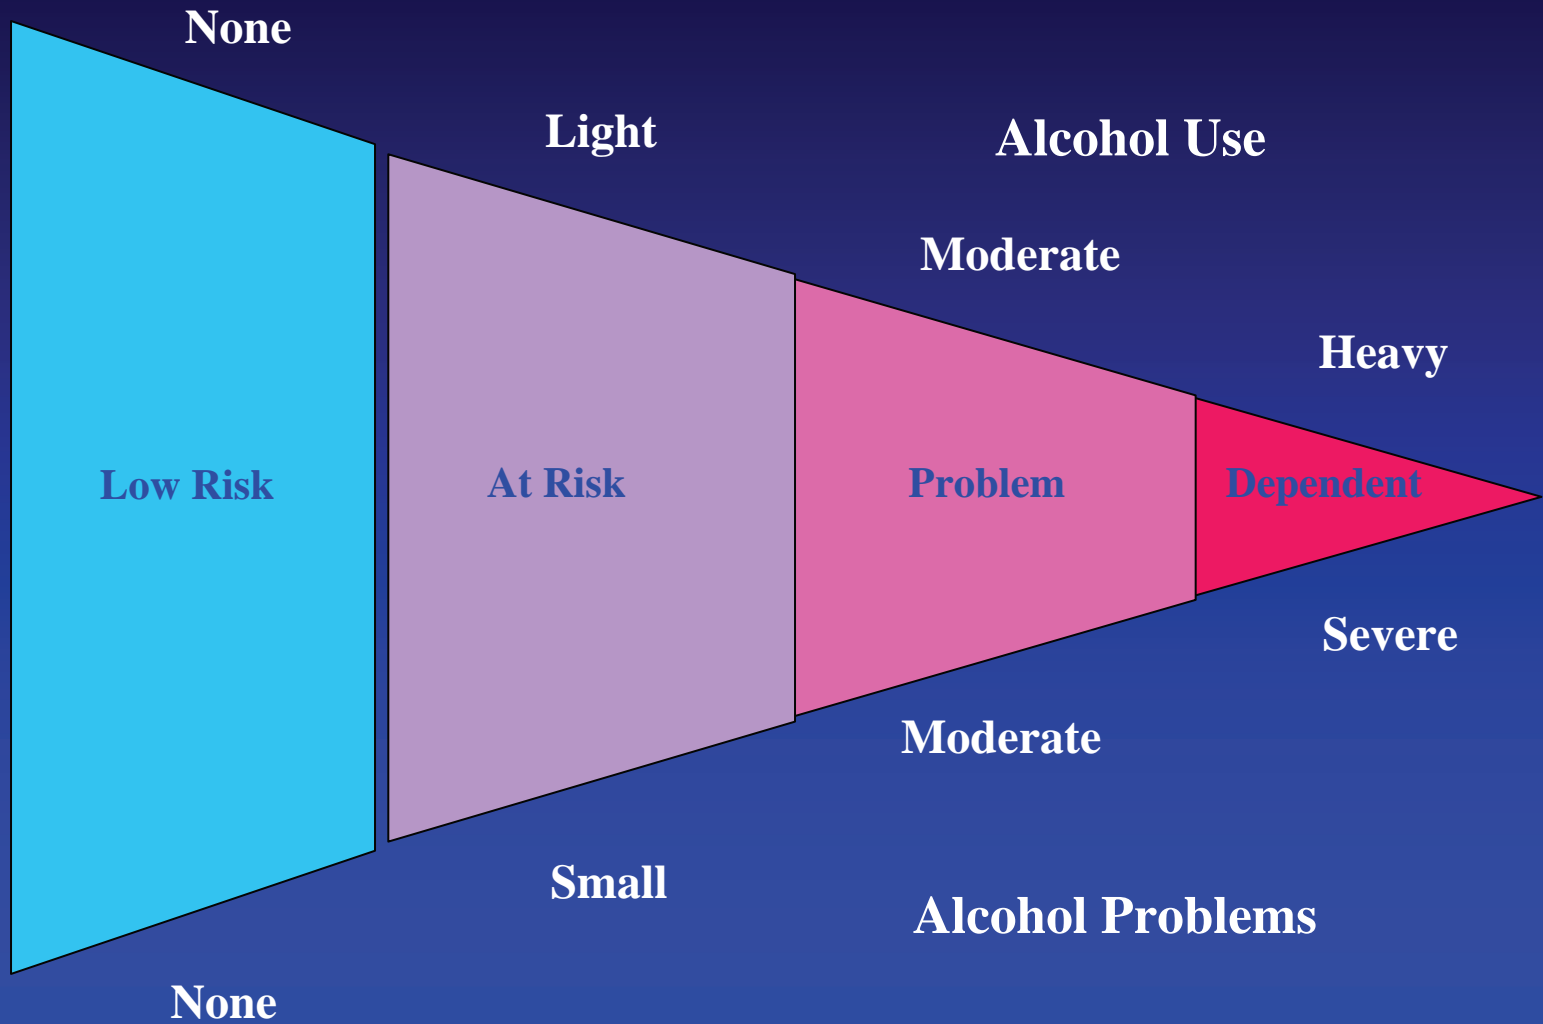 None
Light
Alcohol Use
Moderate
Heavy
Low Risk
At Risk
Problem
Dependent
Severe
Moderate
Small
Alcohol Problems
None